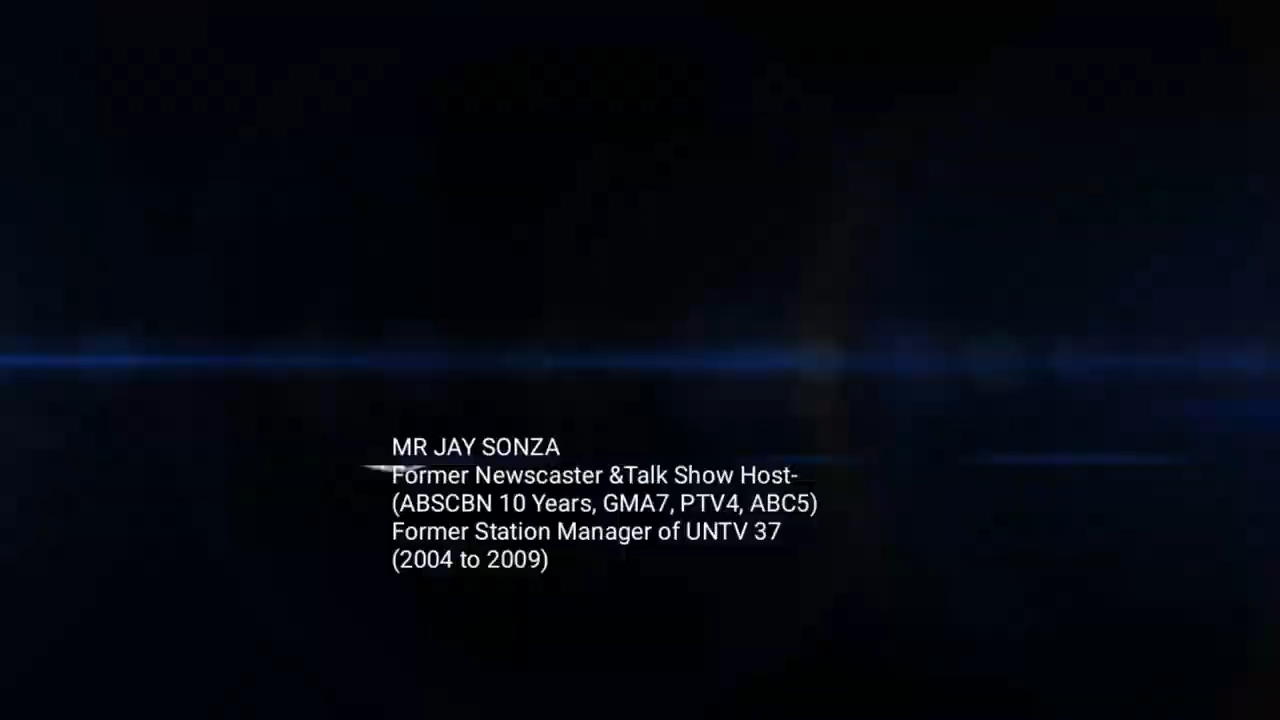 MR JAY SONZA
Former Newscaster &Talk Show Host-
(ABSCBN 10 Years, GMA7, PTV4, ABC5)
Former Station Manager of UNTV 37
(2004 to 2009)